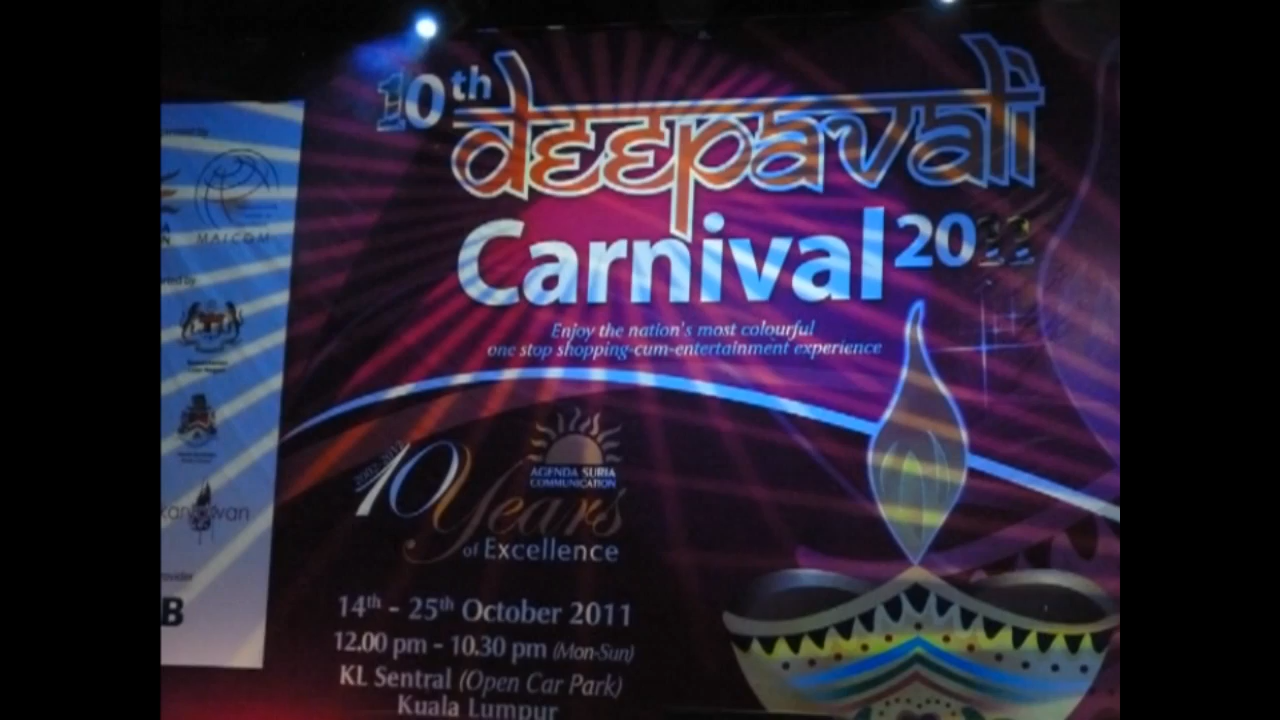 10th deepavali
Carnival 2011
Enjoy the nation's most colourful
one stop shopping-cum-entertainment experience
10 Years
of Excellence
AGENDA SURIA
COMMUNICATION
14th - 25th October 2011
12.00 pm - 10.30 pm (Mon-Sun)
KL Sentral (Open Car Park)
Kuala Lumpur
MAICOM
B